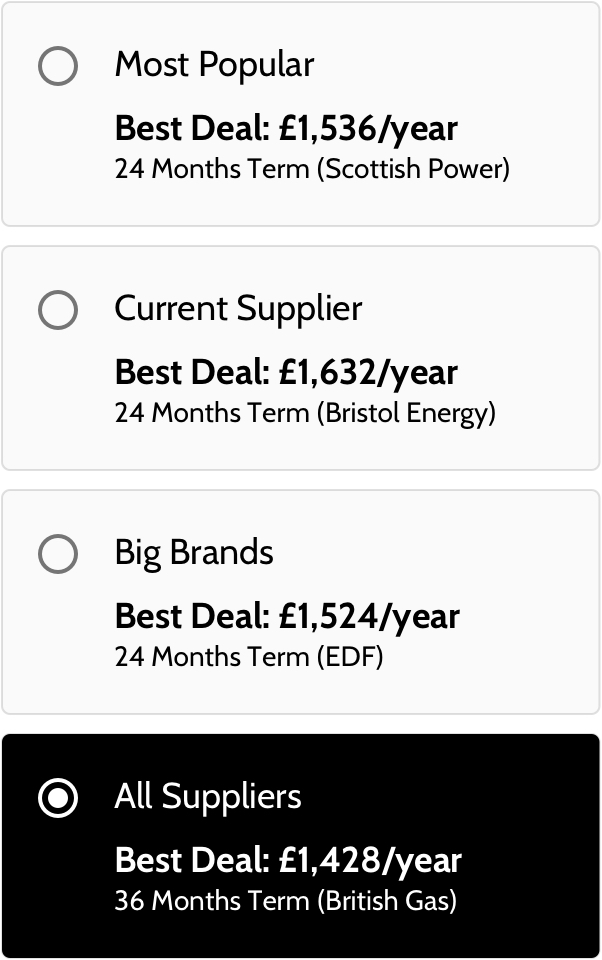 Most Popular
Best Deal: £1,536/year
24 Months Term (Scottish Power)
Current Supplier
Best Deal: £1,632/year
24 Months Term (Bristol Energy)
Big Brands
Best Deal: £1,524/year
24 Months Term (EDF)
All Suppliers
Best Deal: £1,428/year
36 Months Term (British Gas)